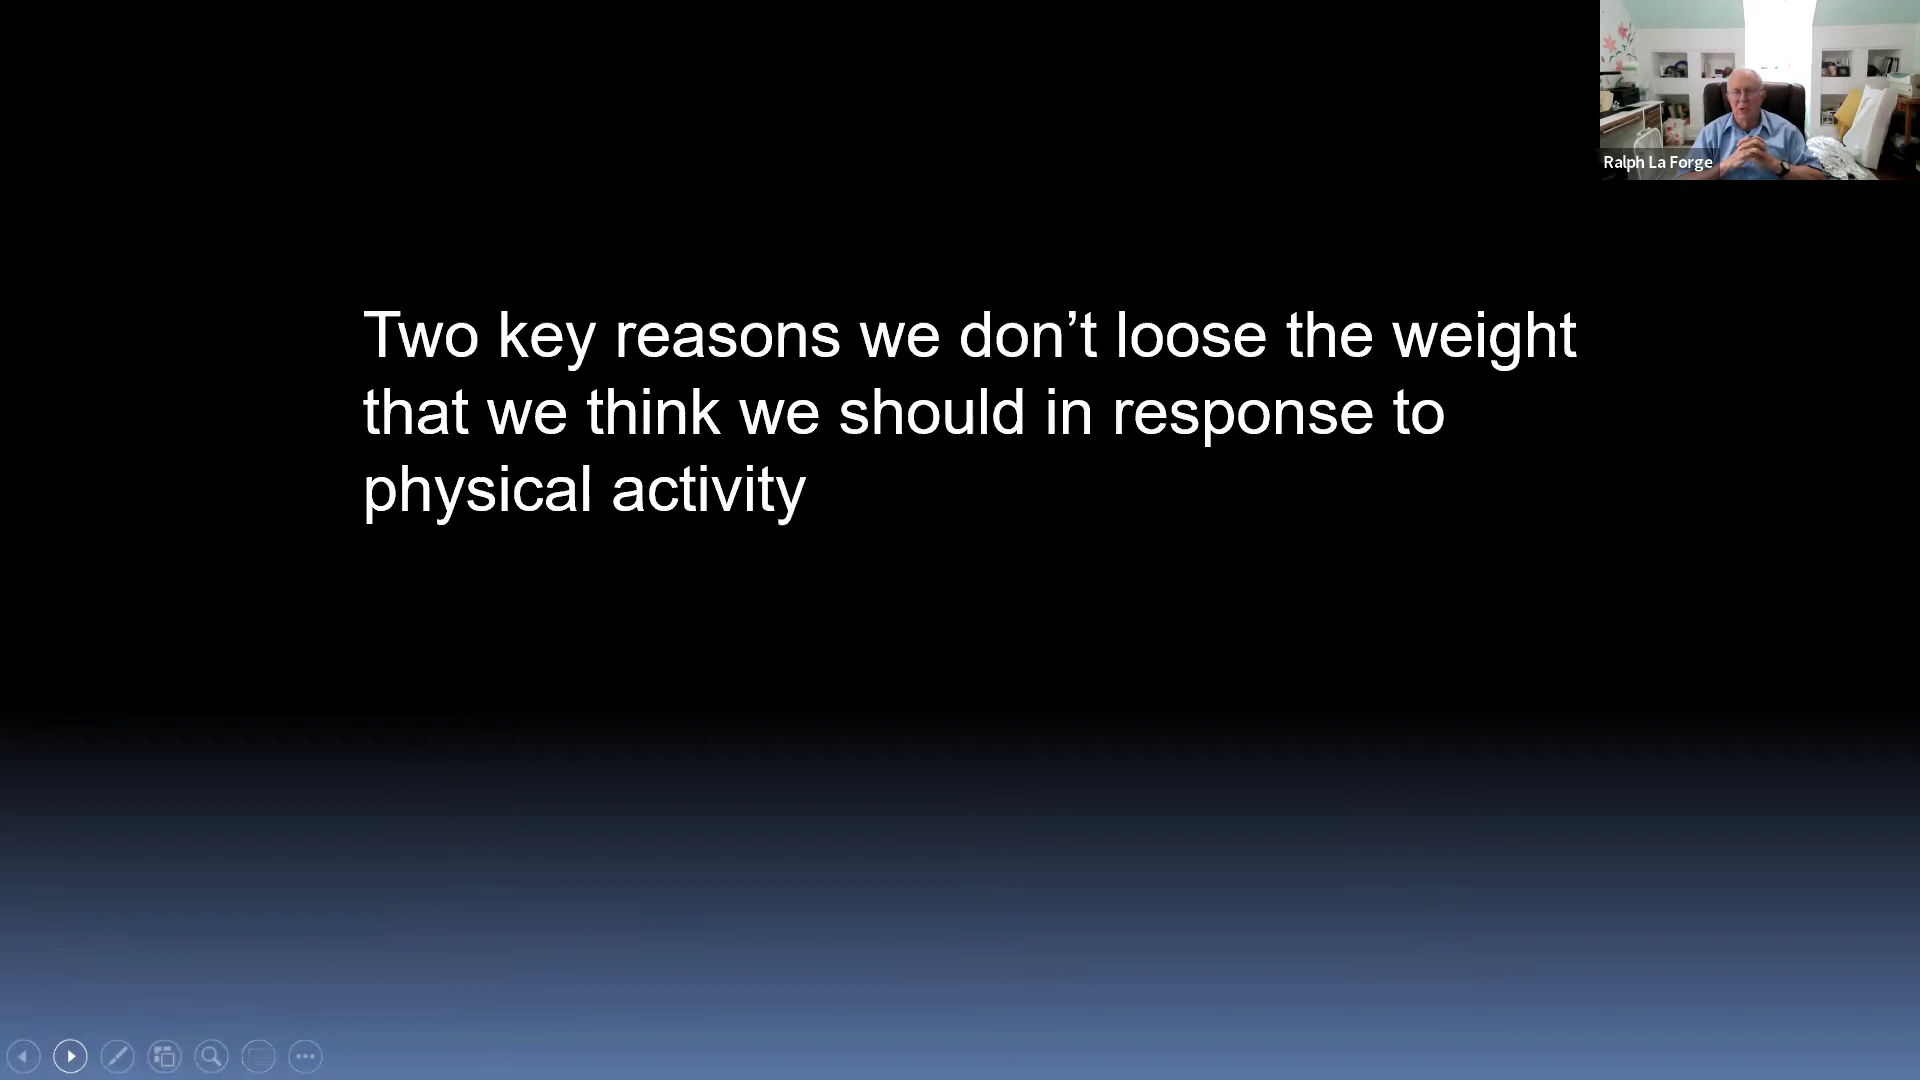 Ralph La Forge
Two key reasons we don’t loose the weight
that we think we should in response to
physical activity